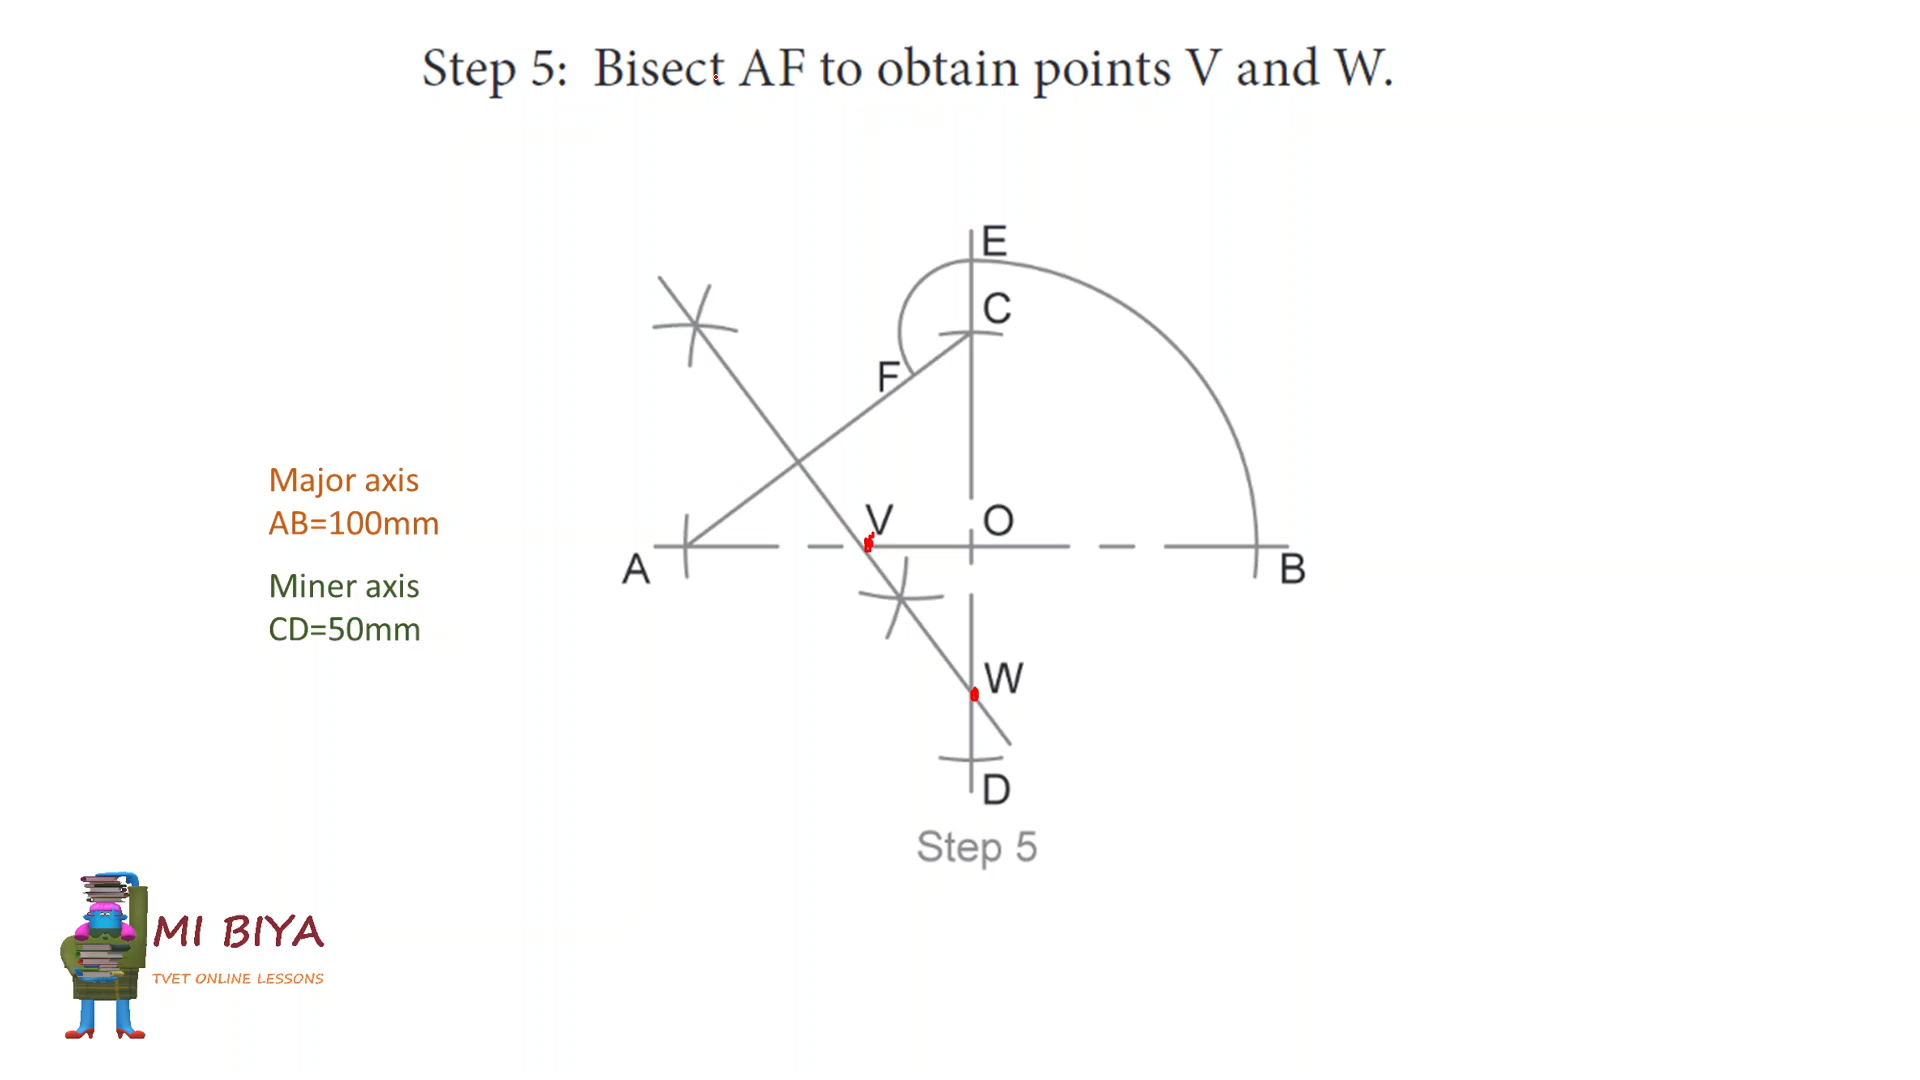 Step 5: Bisect AF to obtain points V and W.
E
C
F
Major axis
AB=100mm
V
O
A
B
Miner axis
CD=50mm
W
D
Step 5
MI BIYA
TVET ONLINE LESSONS